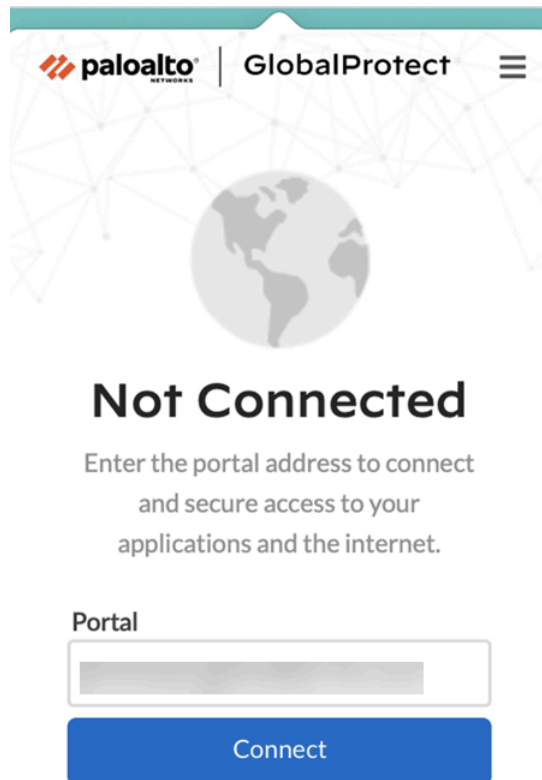 paloalto® GlobalProtect
NETWORKS
Not Connected
Enter the portal address to connect
and secure access to your
applications and the internet.
Portal
Connect